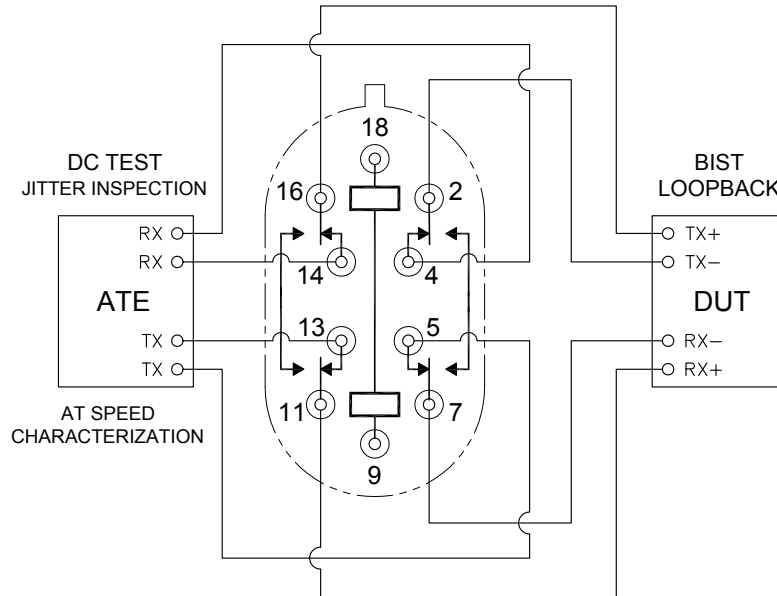 18
DC TEST
JITTER INSPECTION
BIST
LOOPBACK
16
2
RX
RX
TX+
TX-
14
4
ATE
DUT
13
5
TX
TX
RX-
RX+
11
7
AT SPEED
CHARACTERIZATION
9